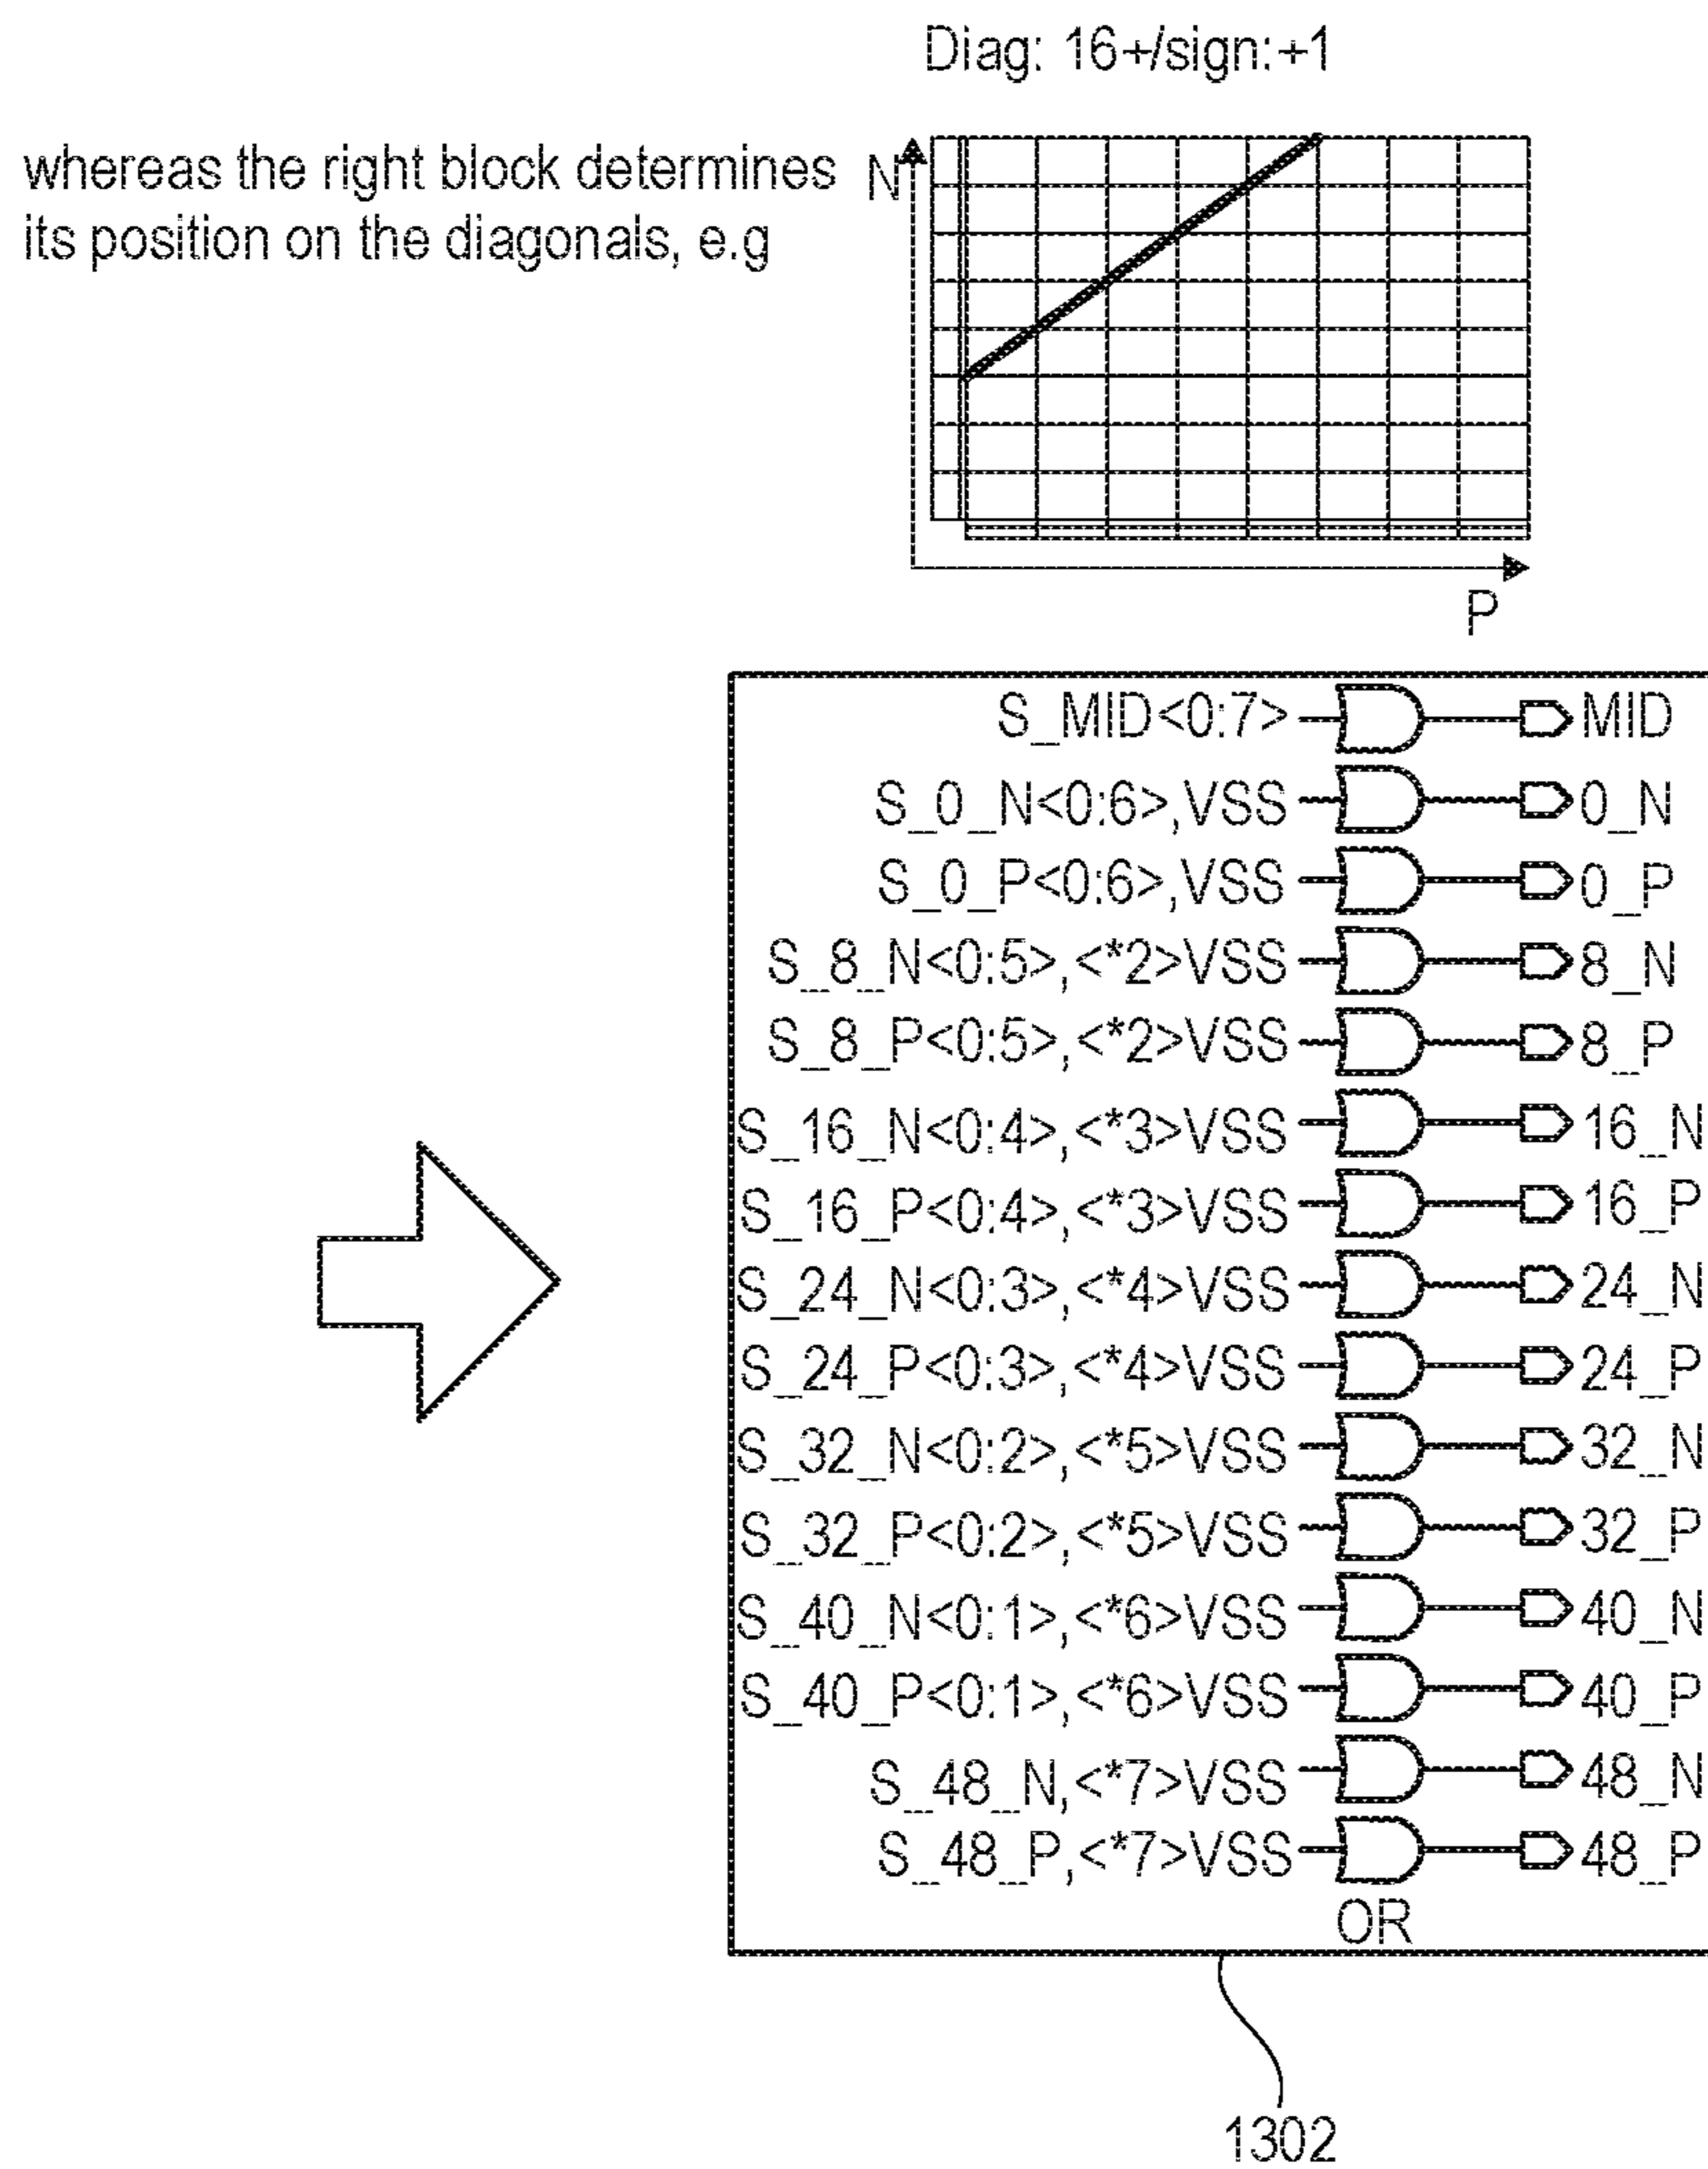 Diag: 16+/sign:+1
whereas the right block determines
its position on the diagonals, e.g
N
P
S_MID<0:7> MID
S_0_N<0:6>,VSS 0_N
S_0_P<0:6>,VSS 0_P
S_8_N<0:5>,<*2>VSS 8_N
S_8_P<0:5>,<*2>VSS 8_P
S_16_N<0:4>,<*3>VSS 16_N
S_16_P<0:4>,<*3>VSS 16_P
S_24_N<0:3>,<*4>VSS 24_N
S_24_P<0:3>,<*4>VSS 24_P
S_32_N<0:2>,<*5>VSS 32_N
S_32_P<0:2>,<*5>VSS 32_P
S_40_N<0:1>,<*6>VSS 40_N
S_40_P<0:1>,<*6>VSS 40_P
S_48_N,<*7>VSS 48_N
S_48_P,<*7>VSS 48_P
OR
1302